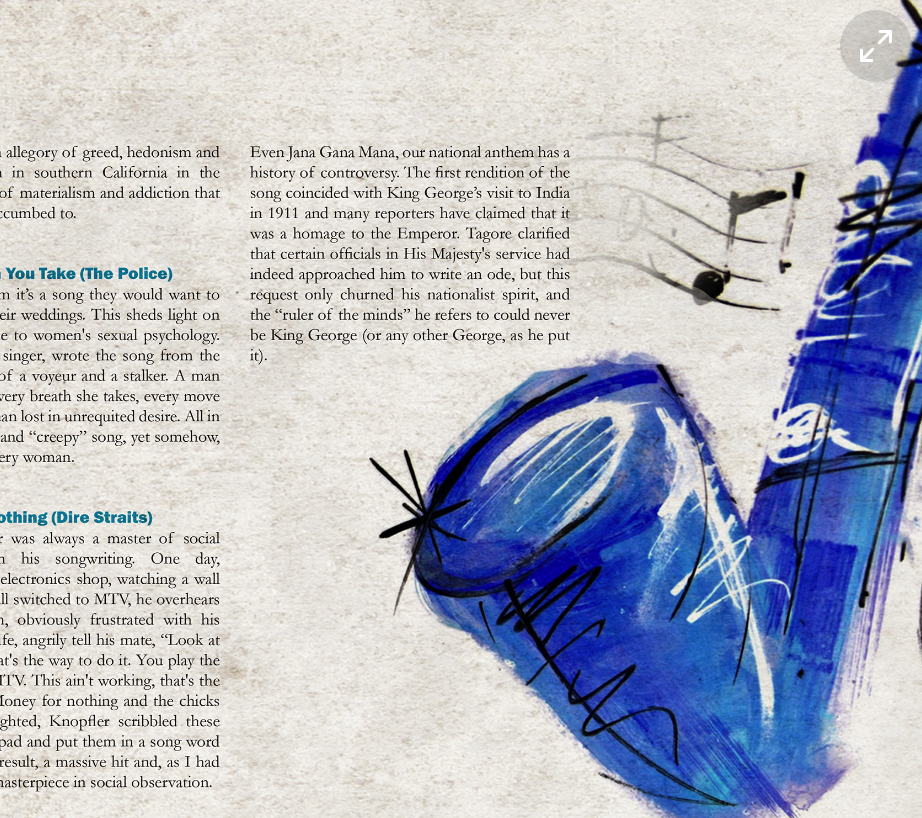 allegory of greed, hedonism and
in southern California in the
of materialism and addiction that
ccumbed to.
You Take (The Police)
m it's a song they would want to
eir weddings. This sheds light on
e to women's sexual psychology.
singer, wrote the song from the
of a voyeur and a stalker. A man
very breath she takes, every move
an lost in unrequited desire. All in
and “creepy” song, yet somehow,
ery woman.
othing (Dire Straits)
r was always a master of social
n his songwriting. One day,
electronics shop, watching a wall
ll switched to MTV, he overhears
n, obviously frustrated with his
ife, angrily tell his mate, “Look at
at's the way to do it. You play the
MTV. This ain't working, that's the
Money for nothing and the chicks
ghted, Knopfler scribbled these
pad and put them in a song word
result, a massive hit and, as I had
masterpiece in social observation.
Even Jana Gana Mana, our national anthem has a
history of controversy. The first rendition of the
song coincided with King George's visit to India
in 1911 and many reporters have claimed that it
was a homage to the Emperor. Tagore clarified
that certain officials in His Majesty's service had
indeed approached him to write an ode, but this
request only churned his nationalist spirit, and
the “ruler of the minds” he refers to could never
be King George (or any other George, as he put
it).